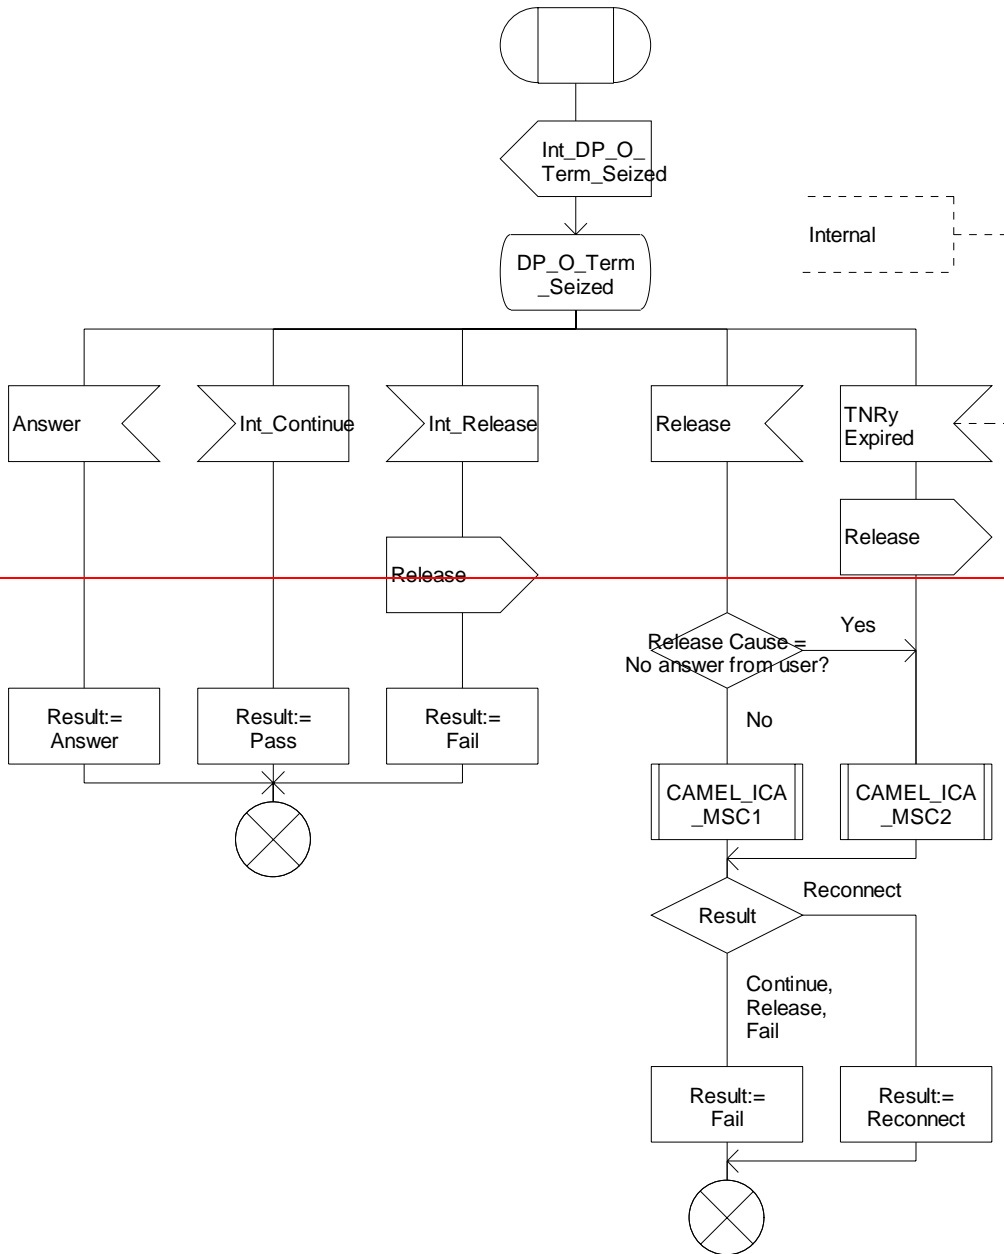 Int_DP_O_
Term_Seized
Internal
DP_O_Term
_Seized
Answer
Int_Continue
Int_Release
Release
TNRy
Expired
Release
Release
Release Cause =
No answer from user?
Yes
No
Result:=
Answer
Result:=
Pass
Result:=
Fail
CAMEL_ICA
_MSC1
CAMEL_ICA
_MSC2
Reconnect
Result
Continue,
Release,
Fail
Result:=
Fail
Result:=
Reconnect